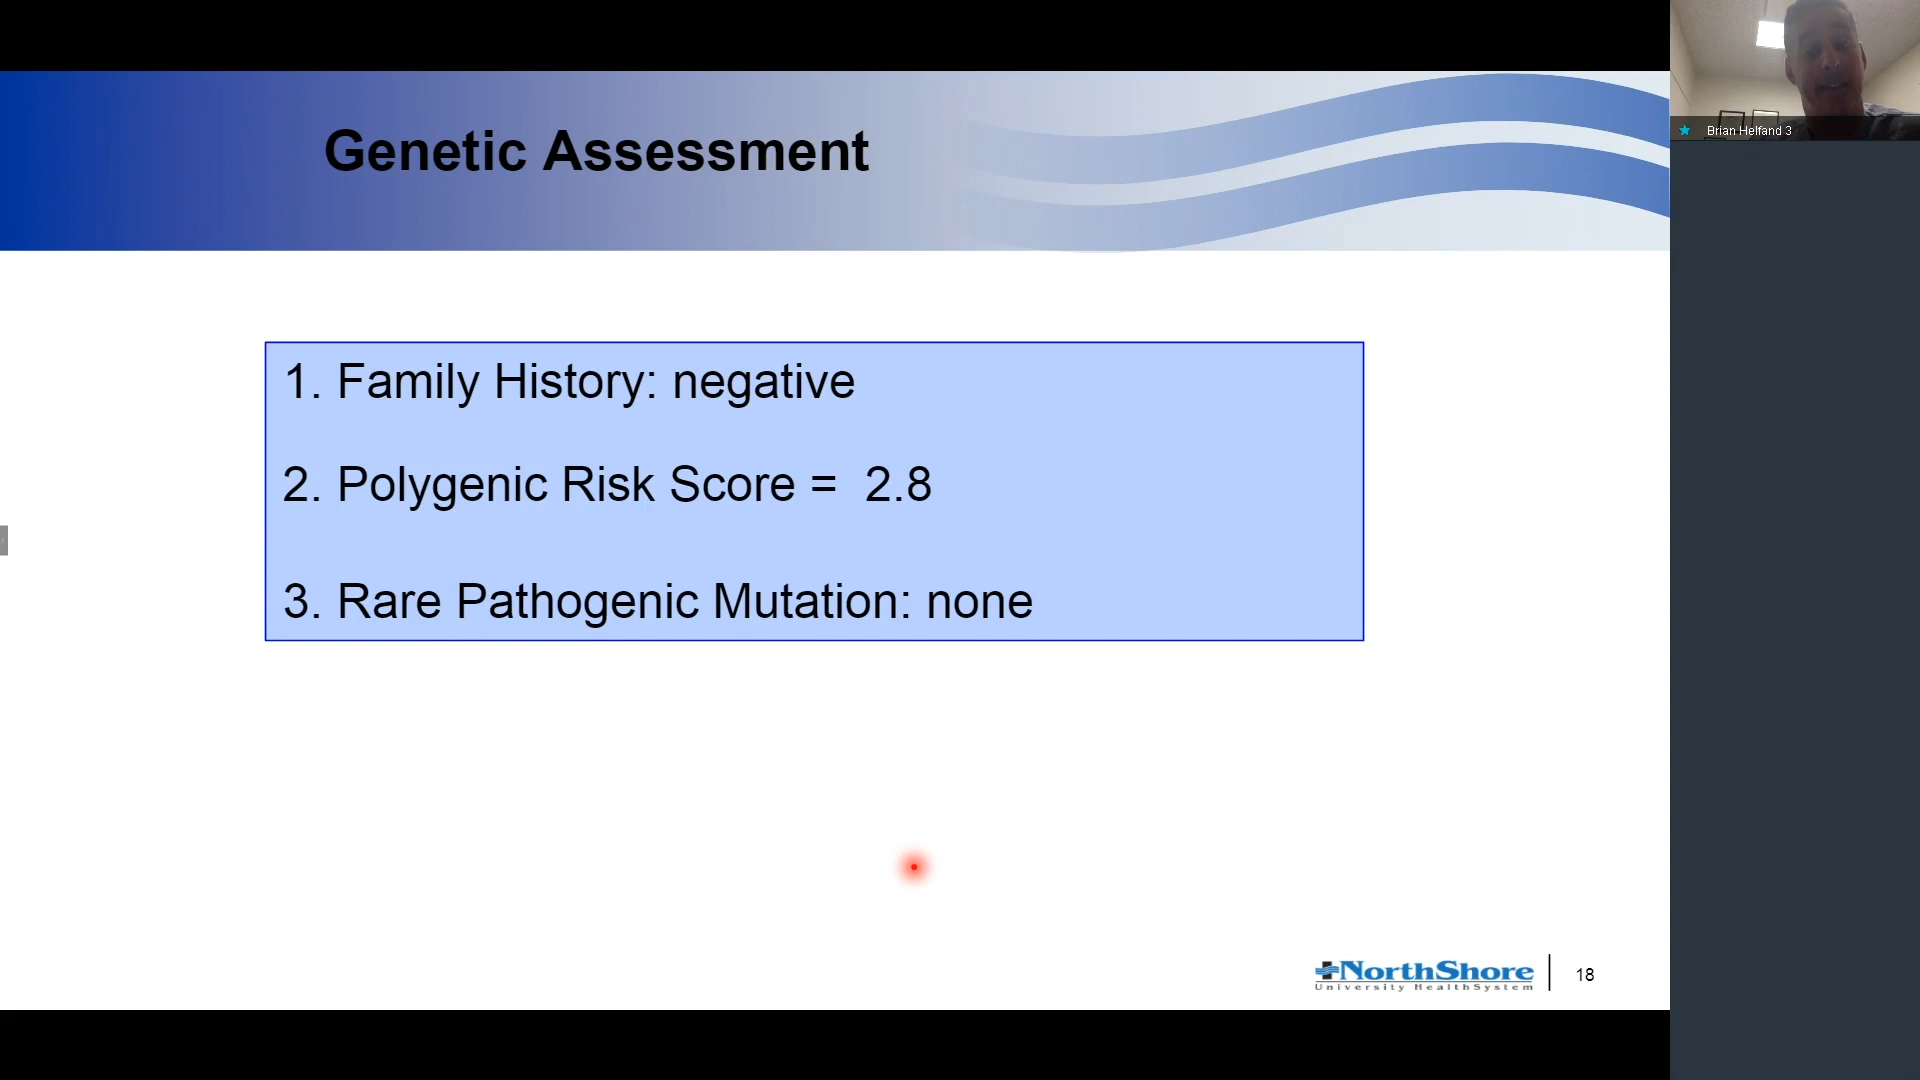 Genetic Assessment
1. Family History: negative
2. Polygenic Risk Score = 2.8
3. Rare Pathogenic Mutation: none
NorthShore
University HealthSystem
18
Brian Helfand 3